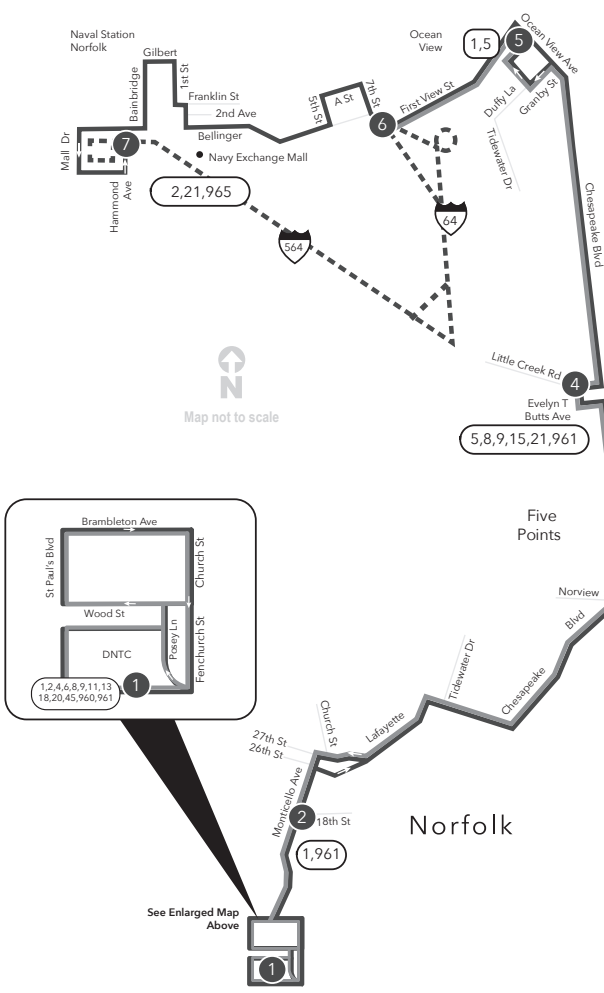 Naval Station
Norfolk
Gilbert
Bainbridge
1st St
Franklin St
2nd Ave
Bellinger
5th St
A St
7th St
First View St
Ocean
View
1,5
5
Ocean View Ave
Duffy La
Granby St
Tidewater Dr
Mall Dr
7
6
Navy Exchange Mall
Hammond
Ave
2,21,965
564
64
Chesapeake Blvd
N
Map not to scale
Little Creek Rd
4
Evelyn T
Butts Ave
5,8,9,15,21,961
Brambleton Ave
St Paul's Blvd
Church St
Wood St
DNTC
Posey Ln
Fenchurch St
1,2,4,6,8,9,11,13
18,20,45,960,961
1
Five
Points
Norview
Blvd
Chesapeake
Tidewater Dr
Lafayette
Church St
27th St
26th St
Monticello Ave
2
18th St
1,961
Norfolk
See Enlarged Map
Above
1